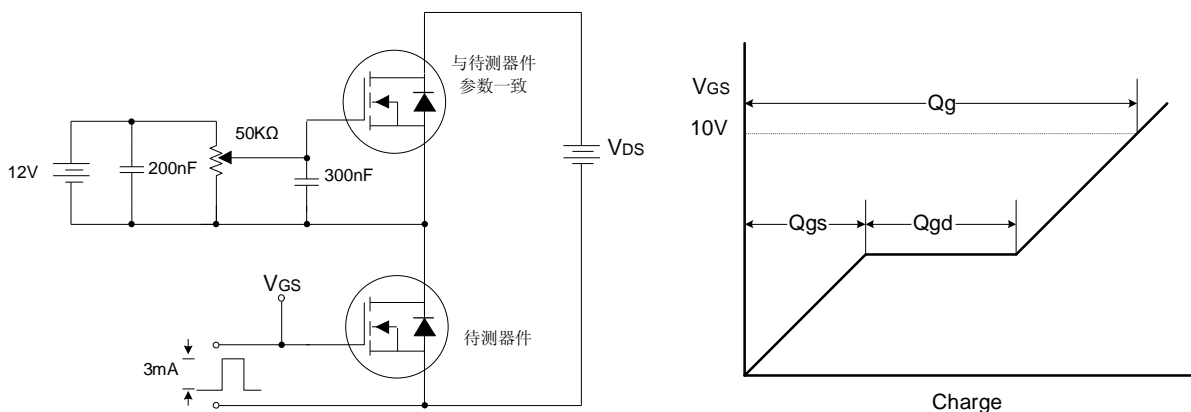 与待测器件
参数一致
12V
200nF
50KΩ
300nF
VDS
VGS
待测器件
3mA
VGS
10V
Qg
Qgs
Qgd
Charge